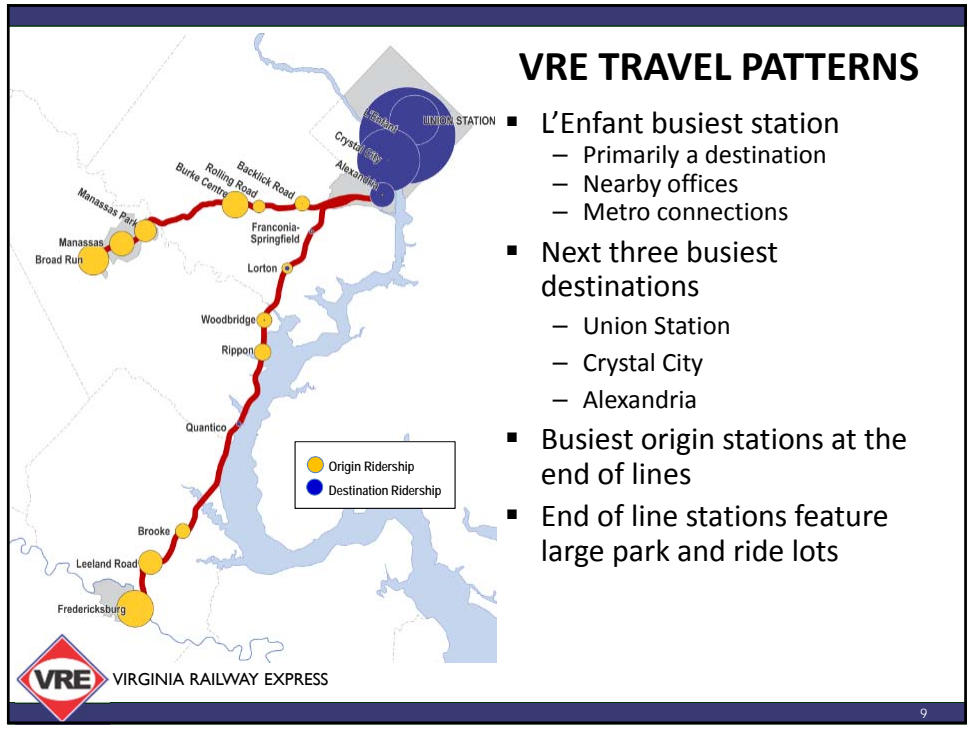 VRE TRAVEL PATTERNS
▪ L’Enfant busiest station
– Primarily a destination
– Nearby offices
– Metro connections
▪ Next three busiest
destinations
– Union Station
– Crystal City
– Alexandria
▪ Busiest origin stations at the
end of lines
▪ End of line stations feature
large park and ride lots
UNION STATION
L'Enfant
Crystal City
Alexandria
Backlick Road
Rolling Road
Burke Centre
Manassas Park
Manassas
Broad Run
Franconia-
Springfield
Lorton
Woodbridge
Rippon
Quantico
Brooke
Leeland Road
Fredericksburg
Origin Ridership
Destination Ridership
VRE
VIRGINIA RAILWAY EXPRESS
9